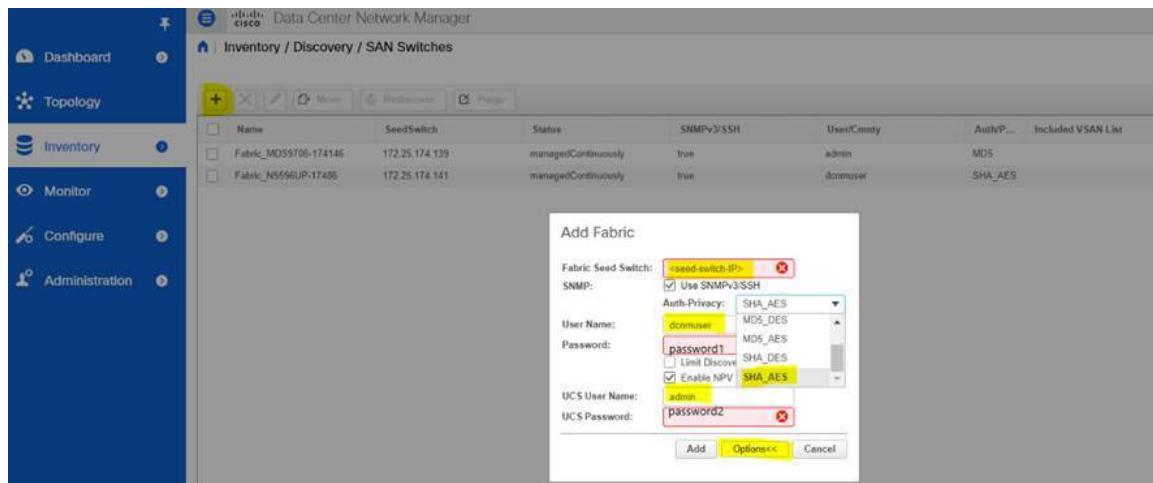 cisco Data Center Network Manager
Inventory / Discovery / SAN Switches
Dashboard
Topology
Inventory
Monitor
Configure
Administration
+ Move Rediscover Purge
Name SeedSwitch Status SNMPv3/SSH User/Cmnty Auth/P... Included VSAN List
Fabric_MDS9706-174146 172.25.174.139 managedContinuously true admin MD5
Fabric_N5596UP-17486 172.25.174.141 managedContinuously true dcnmuser SHA_AES
Add Fabric
Fabric Seed Switch: <seed-switch-IP>
SNMP: Use SNMPv3/SSH
Auth-Privacy: SHA_AES
MD5_DES
User Name: dcnmuser
MD5_AES
Password: password1
SHA_DES
Limit Discove
Enable NPV SHA_AES
UCS User Name: admin
UCS Password: password2
Add Options<< Cancel